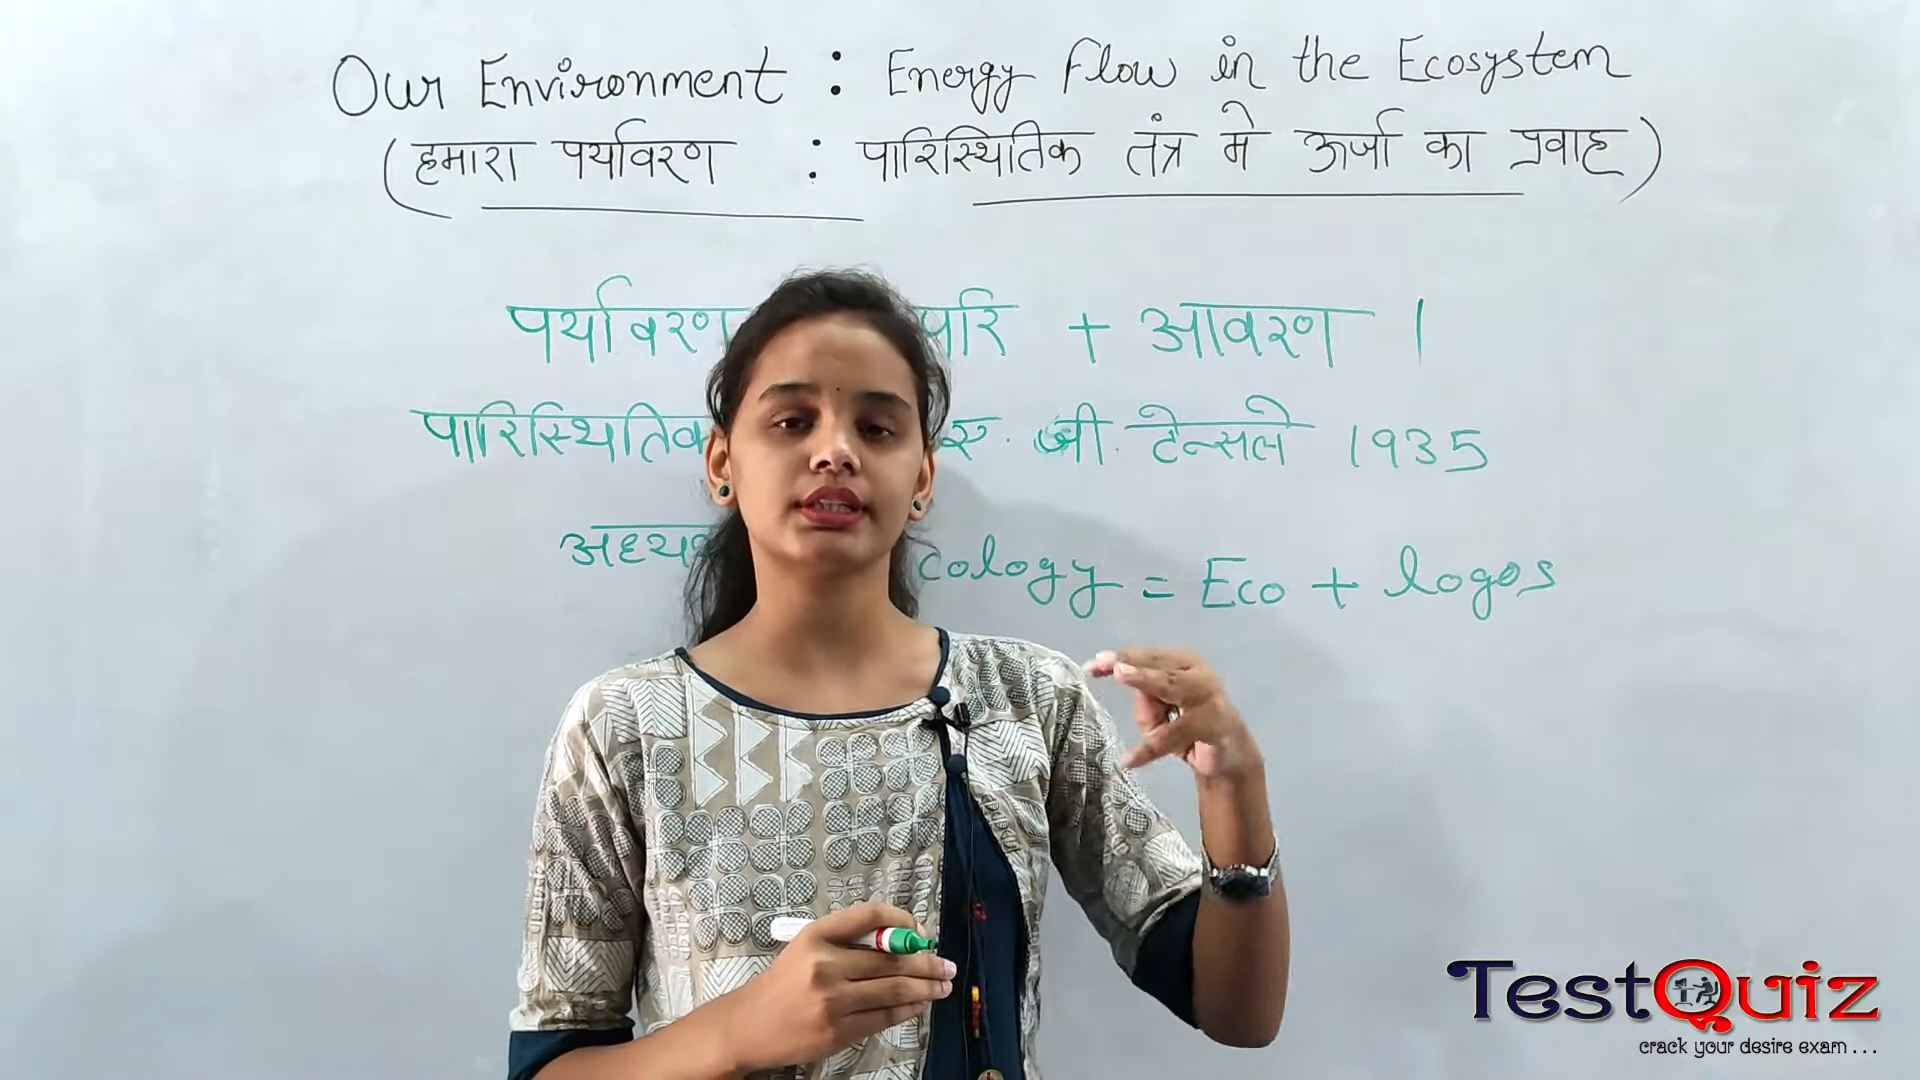 Our Environment : Energy Flow in the Ecosystem
(हमारा पर्यावरण : पारिस्थितिक तंत्र मे ऊर्जा का प्रवाह)
पर्यावरण परि + आवरण ।
पारिस्थितिक जी. टेन्सले 1935
cology = Eco + logos
TestQuiz
crack your desire exam ...